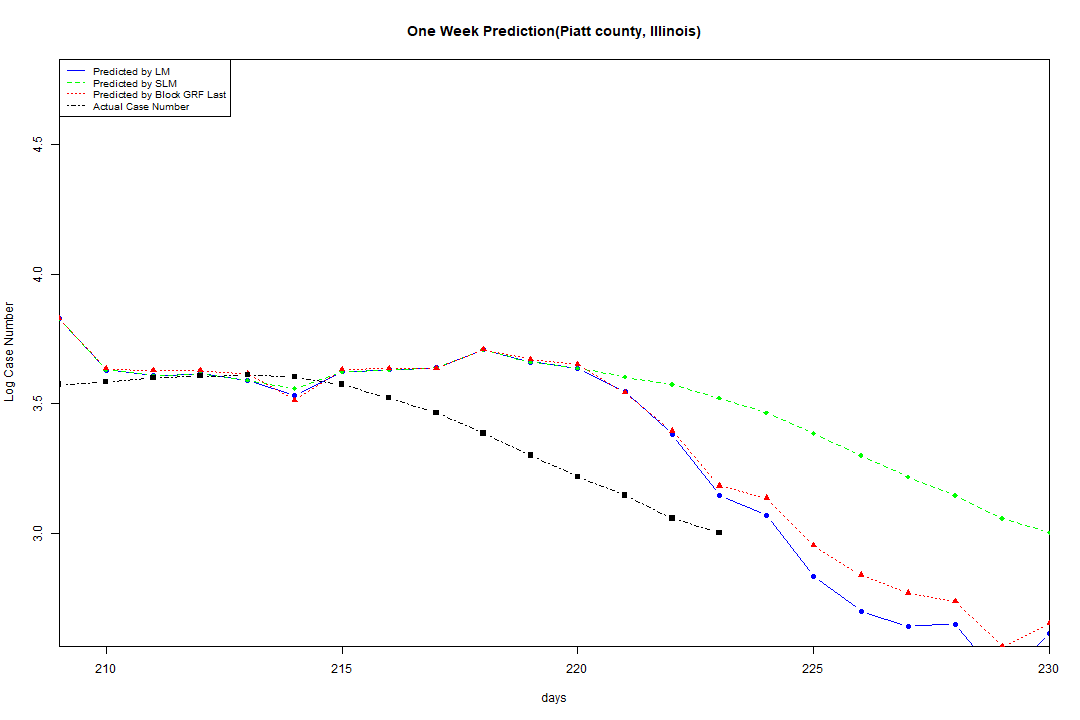 One Week Prediction(Piatt county, Illinois)
Predicted by LM
Predicted by SLM
Predicted by Block GRF Last
Actual Case Number
4.5
4.0
3.5
3.0
Log Case Number
210 215 220 225 230
days